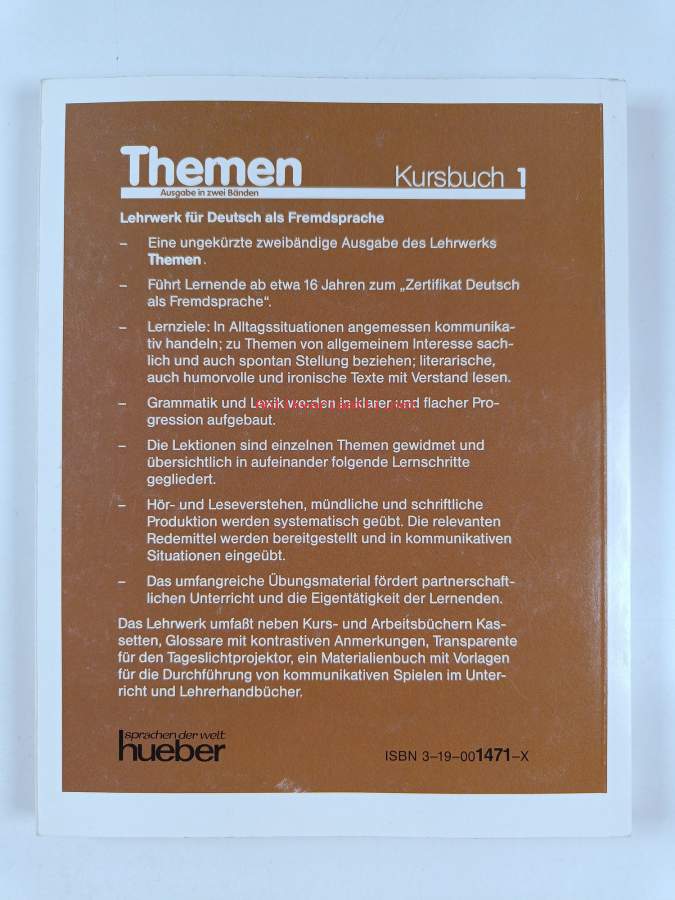 Themen
Kursbuch 1
Ausgabe in zwei Bänden
Lehrwerk für Deutsch als Fremdsprache
– Eine ungekürzte zweibändige Ausgabe des Lehrwerks
Themen.
– Führt Lernende ab etwa 16 Jahren zum „Zertifikat Deutsch
als Fremdsprache“.
– Lernziele: In Alltagssituationen angemessen kommunika-
tiv handeln; zu Themen von allgemeinem Interesse sach-
lich und auch spontan Stellung beziehen; literarische,
auch humorvolle und ironische Texte mit Verstand lesen.
– Grammatik und Lexik werden in klarer und flacher Pro-
gression aufgebaut.
– Die Lektionen sind einzelnen Themen gewidmet und
übersichtlich in aufeinander folgende Lernschritte
gegliedert.
– Hör- und Leseverstehen, mündliche und schriftliche
Produktion werden systematisch geübt. Die relevanten
Redemittel werden bereitgestellt und in kommunikativen
Situationen eingeübt.
– Das umfangreiche Übungsmaterial fördert partnerschaft-
lichen Unterricht und die Eigentätigkeit der Lernenden.
Das Lehrwerk umfaßt neben Kurs- und Arbeitsbüchern Kas-
setten, Glossare mit kontrastiven Anmerkungen, Transparente
für den Tageslichtprojektor, ein Materialienbuch mit Vorlagen
für die Durchführung von kommunikativen Spielen im Unter-
richt und Lehrerhandbücher.
sprachen der welt
hueber
ISBN 3–19–001471–X